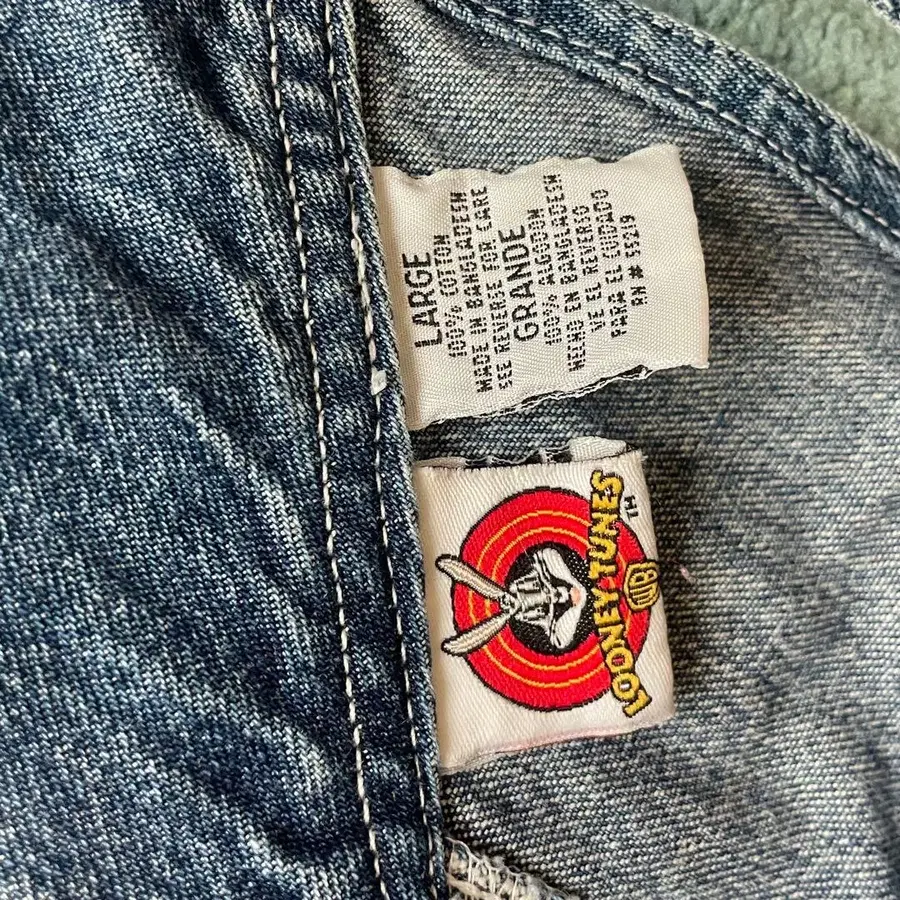 LARGE
100% COTTON
MADE IN BANGLADESH
SEE REVERSE FOR CARE
GRANDE
100% ALGODON
HECHO EN BANGLADESH
VE EL REVERSO
PARA EL CUIDADO
RN# 5529
LOONEY TUNES
TM
WB